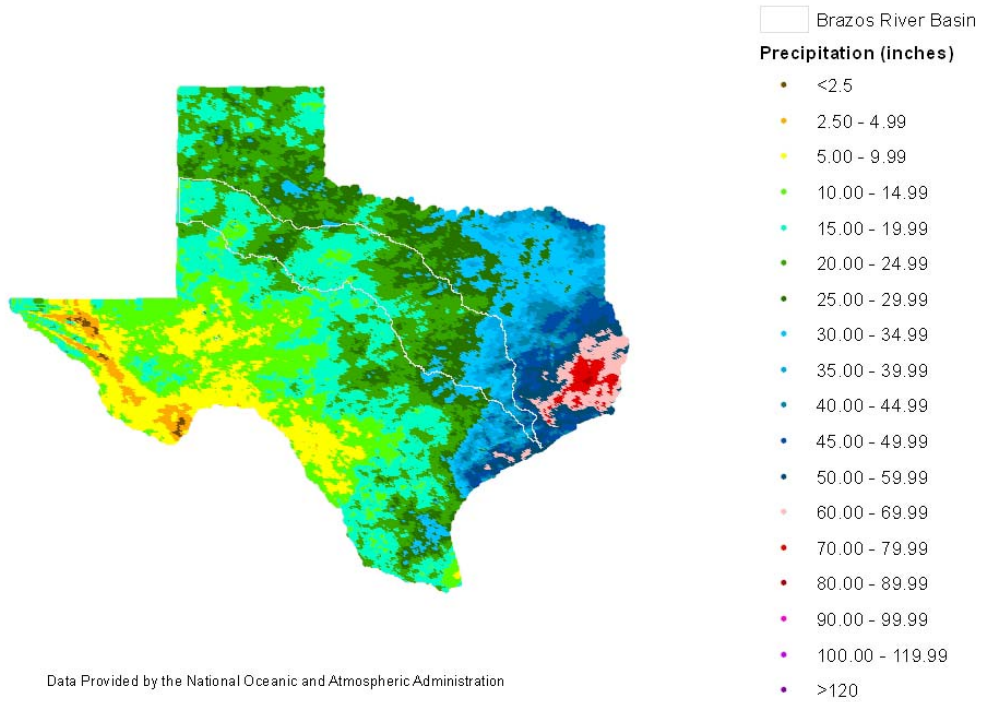 Brazos River Basin
Precipitation (inches)
<2.5
2.50 - 4.99
5.00 - 9.99
10.00 - 14.99
15.00 - 19.99
20.00 - 24.99
25.00 - 29.99
30.00 - 34.99
35.00 - 39.99
40.00 - 44.99
45.00 - 49.99
50.00 - 59.99
60.00 - 69.99
70.00 - 79.99
80.00 - 89.99
90.00 - 99.99
100.00 - 119.99
>120
Data Provided by the National Oceanic and Atmospheric Administration